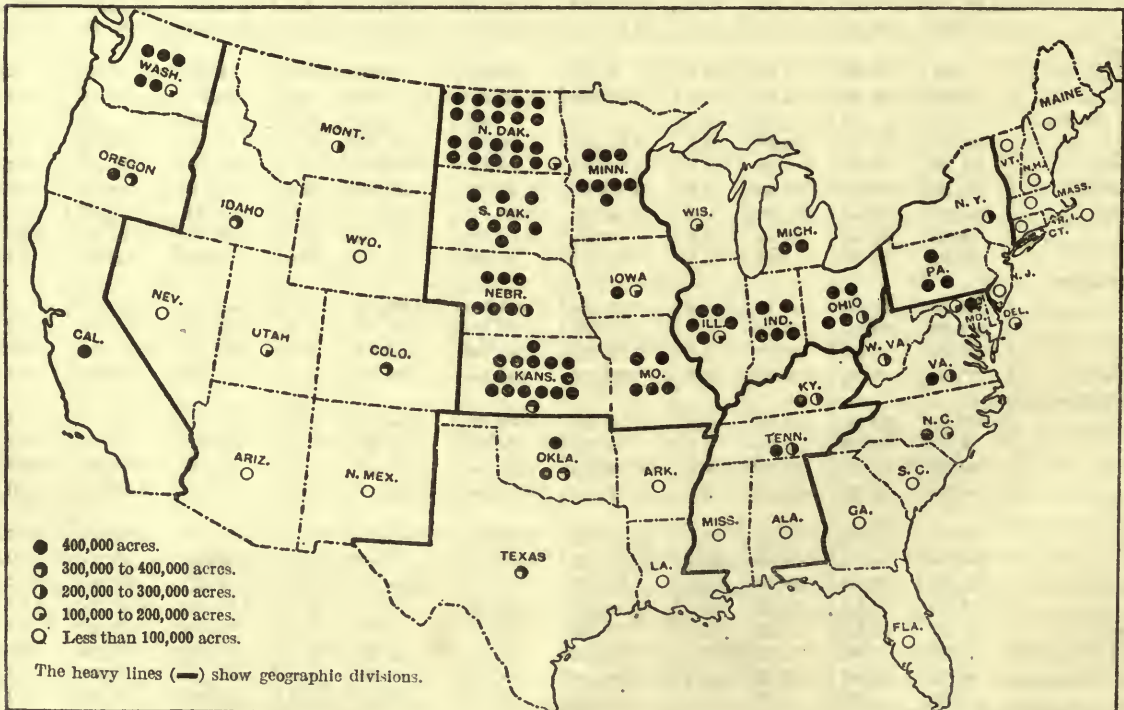 WASH.
MONT.
N. DAK.
MINN.
MAINE
OREGON
IDAHO
S. DAK.
WIS.
VT.
N.H.
MASS.
N. Y.
R. I.
CT.
WYO.
MICH.
NEBR.
IOWA
PA.
N. J.
NEV.
UTAH
COLO.
ILL.
IND.
OHIO
MD.
DEL.
CAL.
KANS.
MO.
W. VA.
VA.
KY.
TENN.
N. C.
ARIZ.
N. MEX.
OKLA.
ARK.
S. C.
MISS.
ALA.
GA.
TEXAS
LA.
FLA.
400,000 acres.
300,000 to 400,000 acres.
200,000 to 300,000 acres.
100,000 to 200,000 acres.
Less than 100,000 acres.
The heavy lines (━) show geographic divisions.